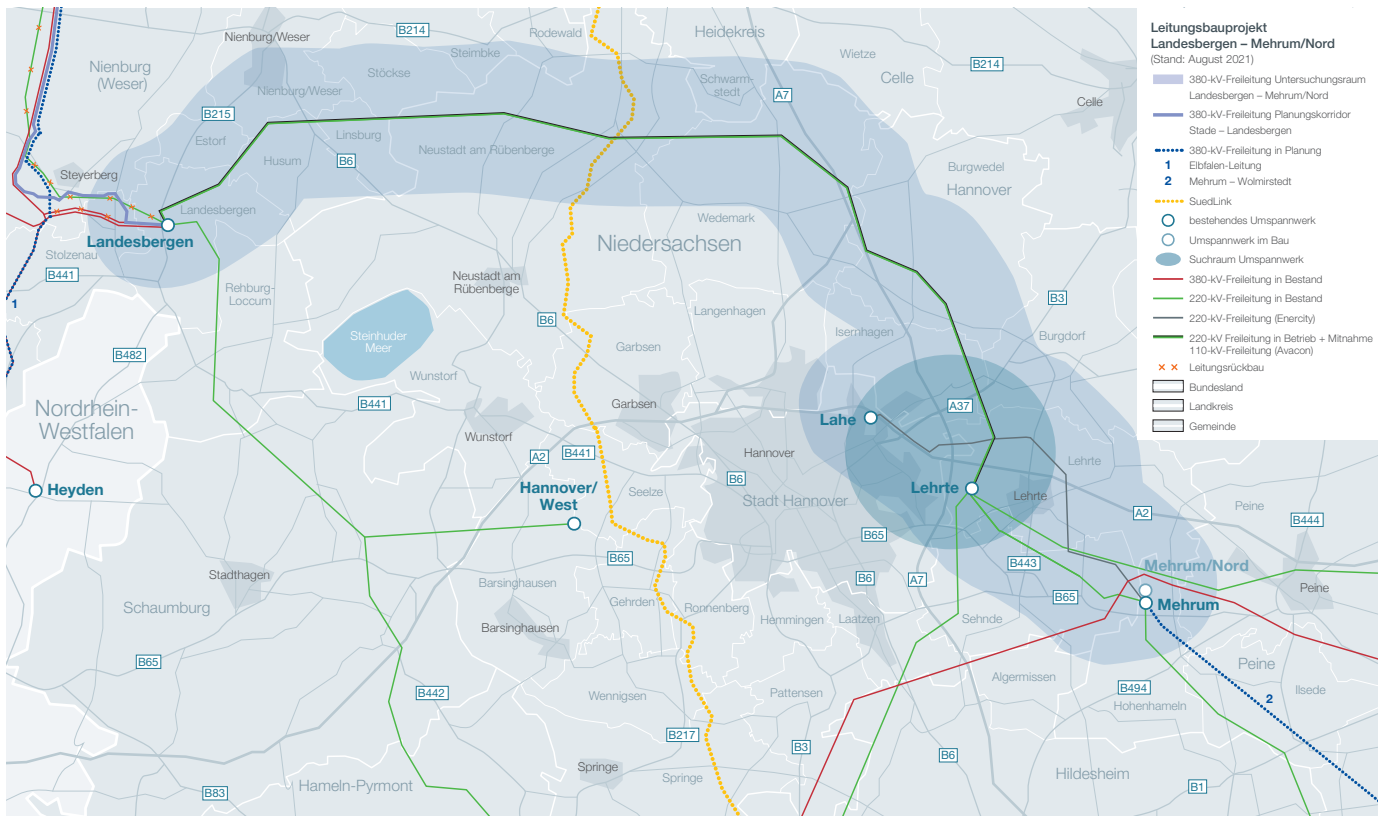 Leitungsbauprojekt
Landesbergen – Mehrum/Nord
(Stand: August 2021)
380-kV-Freileitung Untersuchungsraum
Landesbergen – Mehrum/Nord
380-kV-Freileitung Planungskorridor
Stade – Landesbergen
380-kV-Freileitung in Planung
1 Elbfalen-Leitung
2 Mehrum – Wolmirstedt
SuedLink
bestehendes Umspannwerk
Umspannwerk im Bau
Suchraum Umspannwerk
380-kV-Freileitung in Bestand
220-kV-Freileitung in Bestand
220-kV-Freileitung (Enercity)
220-kV Freileitung in Betrieb + Mitnahme
110-kV-Freileitung (Avacon)
Leitungsrückbau
Bundesland
Landkreis
Gemeinde
Nienburg/Weser
B214
Rodewald
Heidekreis
Steimbke
Wietze
Celle
B214
Nienburg
(Weser)
Stöckse
Schwarm-
stedt
Nienburg/Weser
A7
Celle
B215
Estorf
Linsburg
Neustadt am Rübenberge
Husum
B6
Burgwedel
Hannover
Steyerberg
Landesbergen
Wedemark
Landesbergen
Niedersachsen
Stolzenau
B441
Neustadt am
Rübenberge
Rehburg-
Loccum
1
B3
Langenhagen
B6
Isernhagen
Burgdorf
Steinhuder
Meer
Garbsen
B482
Wunstorf
B441
Garbsen
A37
Nordrhein-
Westfalen
Lahe
Wunstorf
A2
B441
Hannover
Lehrte
B6
Heyden
Hannover/
West
Seelze
Stadt Hannover
Lehrte
Lehrte
Peine
A2
B444
B65
B65
B443
Mehrum/Nord
Stadthagen
Barsinghausen
B6
A7
Peine
Schaumburg
Gehrden
Ronnenberg
B65
Mehrum
Barsinghausen
Hemmingen
Laatzen
Sehnde
B65
Peine
Algermissen
B442
Wennigsen
Pattensen
B494
Ilsede
2
Hohenhameln
B217
B3
B6
Springe
Springe
Hildesheim
Hameln-Pyrmont
B83
B1